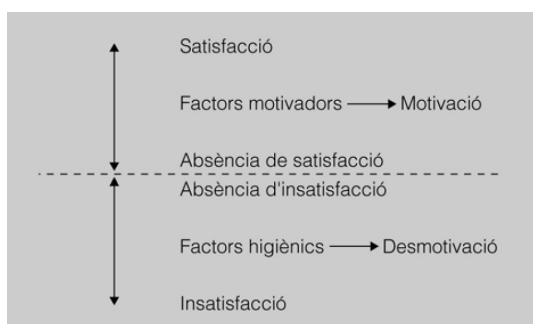 Satisfacció
Factors motivadors → Motivació
Absència de satisfacció
Absència d'insatisfacció
Factors higiènics → Desmotivació
Insatisfacció